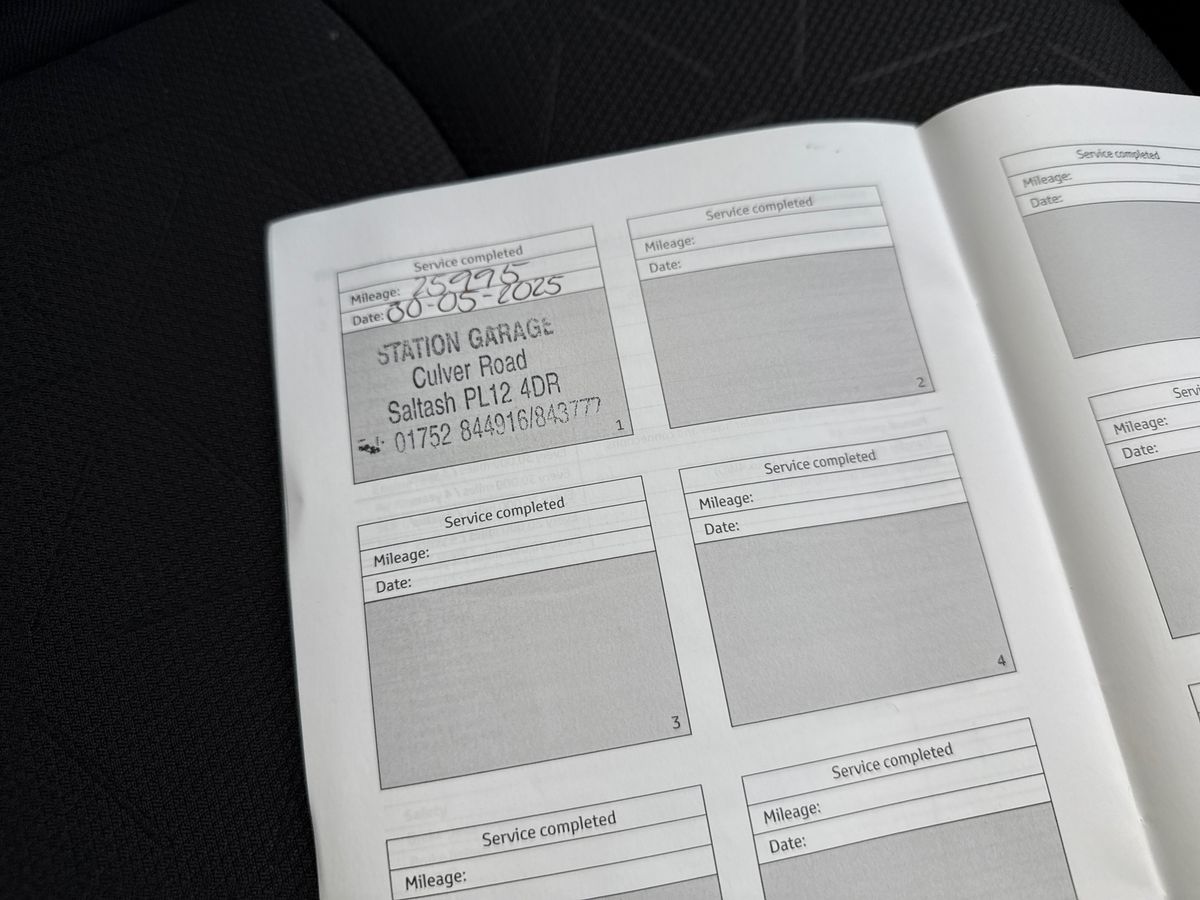 Service completed
Mileage: 25995
Date: 30-05-2025
STATION GARAGE
Culver Road
Saltash PL12 4DR
01752 844916/843777
1
Service completed
Mileage:
Date:
2
Service completed
Mileage:
Date:
3
Service completed
Mileage:
Date:
4
Service completed
Mileage:
Service completed
Mileage:
Date:
Service completed
Mileage:
Date:
Mileage:
Date: